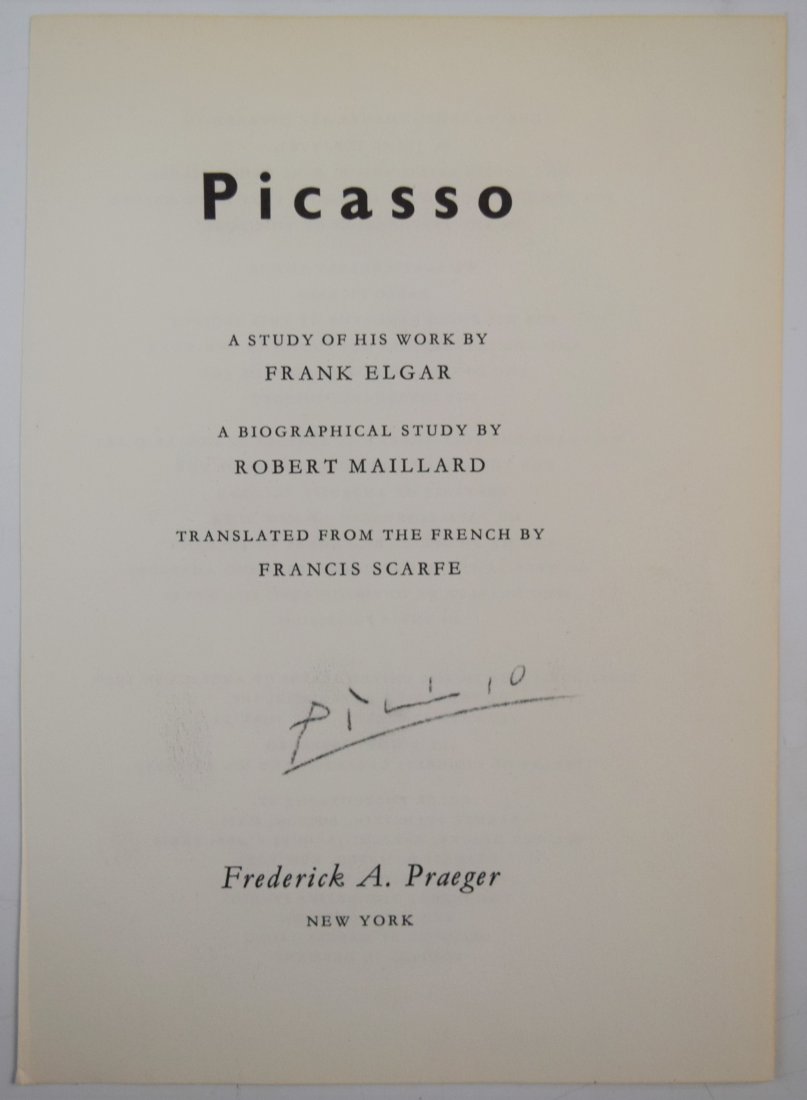 Picasso
A STUDY OF HIS WORK BY
FRANK ELGAR
A BIOGRAPHICAL STUDY BY
ROBERT MAILLARD
TRANSLATED FROM THE FRENCH BY
FRANCIS SCARFE
Picasso
Frederick A. Praeger
NEW YORK